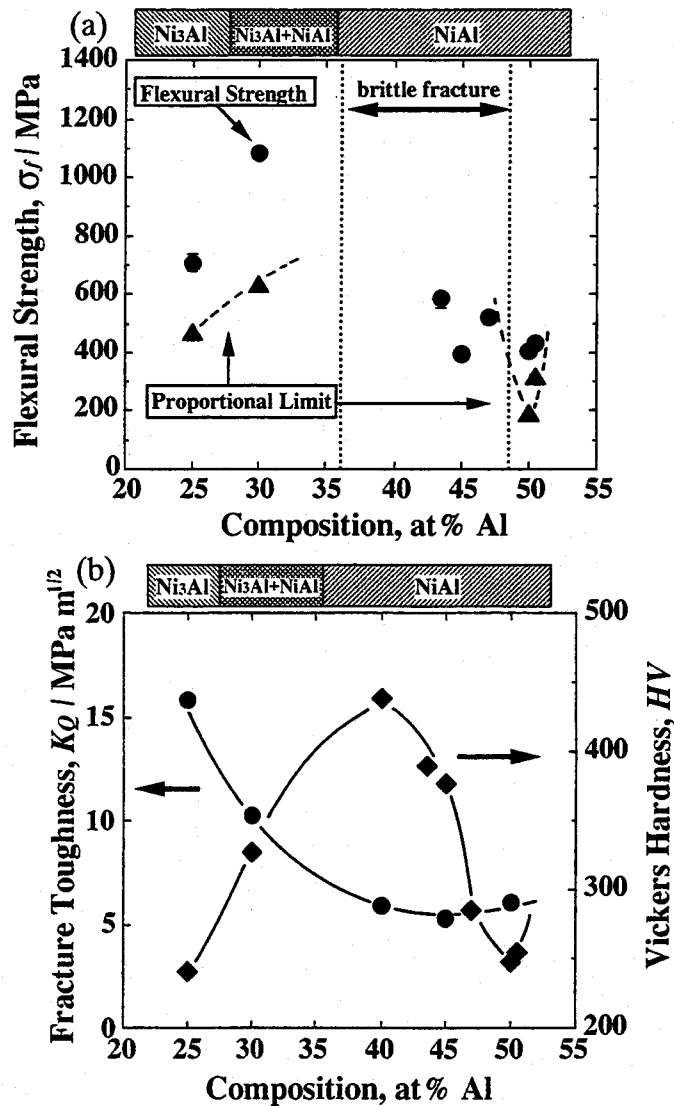 (a)
Ni3Al
Ni3Al+NiAl
NiAl
1400
1200
1000
800
600
400
200
0
Flexural Strength, σf / MPa
Flexural Strength
brittle fracture
Proportional Limit
20 25 30 35 40 45 50 55
Composition, at% Al
(b)
Ni3Al
Ni3Al+NiAl
NiAl
20
15
10
5
0
Fracture Toughness, KQ / MPa m1/2
500
400
300
200
Vickers Hardness, HV
20 25 30 35 40 45 50 55
Composition, at% Al